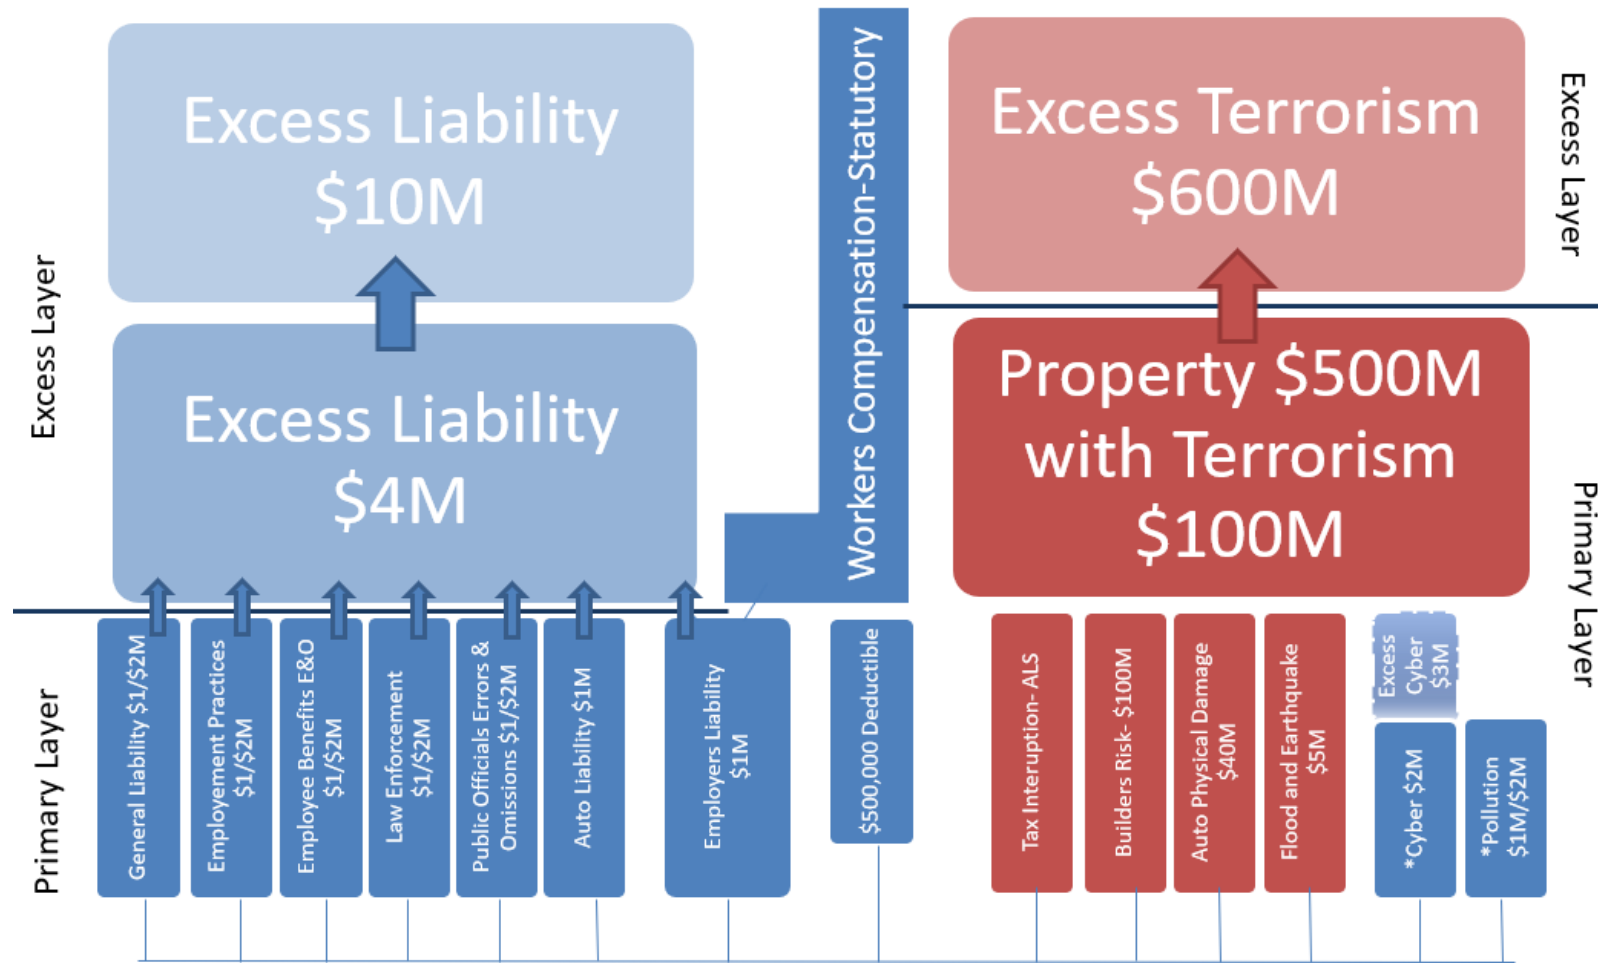 Excess Liability
$10M
Excess Layer
Excess Liability
$4M
Workers Compensation-Statutory
Excess Terrorism
$600M
Excess Layer
Property $500M
with Terrorism
$100M
Primary Layer
Primary Layer
General Liability $1/$2M
Employement Practices
$1/$2M
Employee Benefits E&O
$1/$2M
Law Enforcement
$1/$2M
Public Officials Errors &
Omissions $1/$2M
Auto Liability $1M
Employers Liability
$1M
$500,000 Deductible
Tax Interuption- ALS
Builders Risk- $100M
Auto Physical Damage
$40M
Flood and Earthquake
$5M
Excess
Cyber
$3M
*Cyber $2M
*Pollution
$1M/$2M